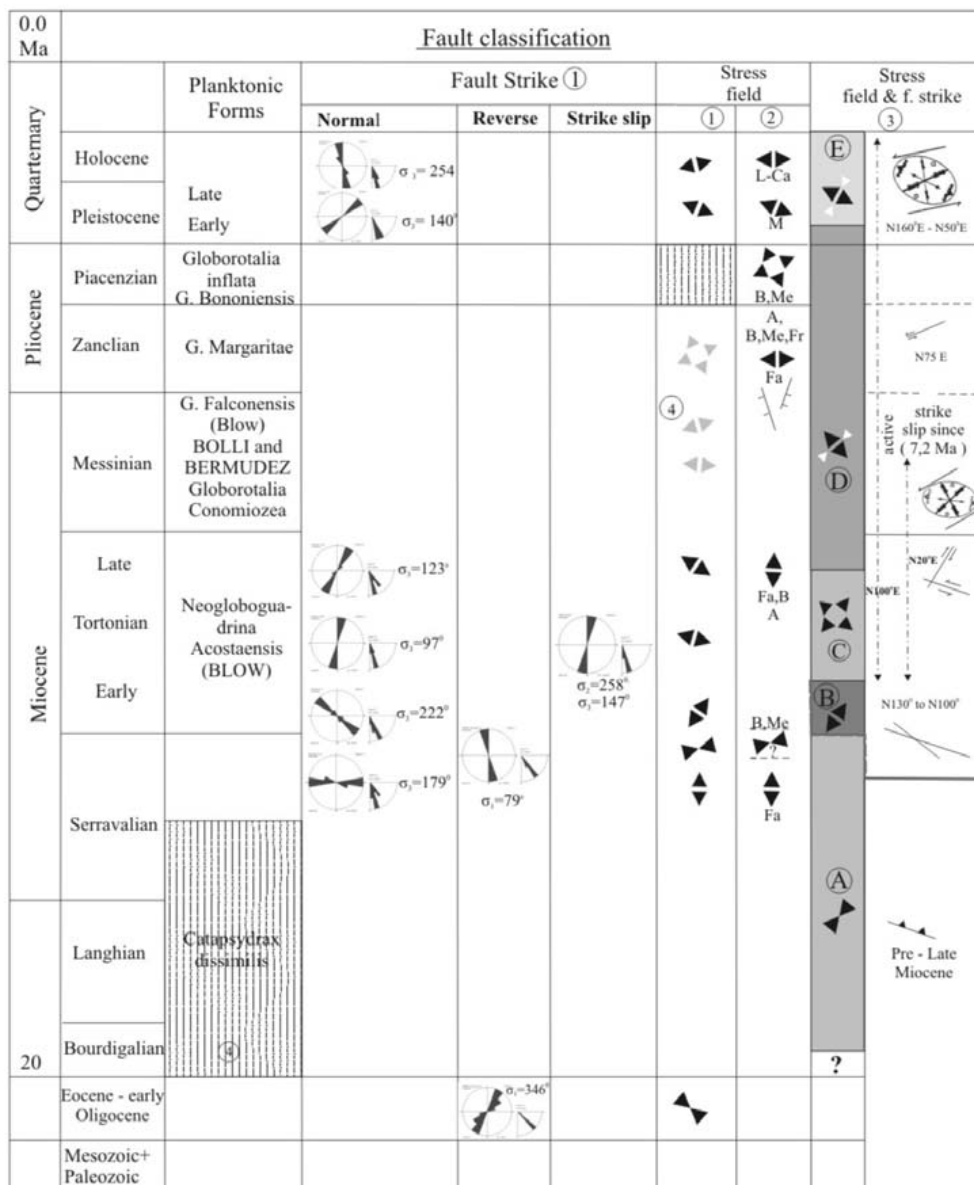 0.0
Ma
Fault classification
Planktonic
Forms
Fault Strike ①
Stress
field
Stress
field & f. strike
Normal
Reverse
Strike slip
①
②
③
Quarternary
Holocene
σ₃= 254
L-Ca
E
Late
Pleistocene
Early
σ₃= 140°
M
N160°E - N50°E
Pliocene
Piacenzian
Globorotalia
inflata
G. Bononiensis
B,Me
Zanclian
G. Margaritae
A,
B,Me,Fr
Fa
N75 E
Miocene
Messinian
G. Falconensis
(Blow)
BOLLI and
BERMUDEZ
Globorotalia
Conomiozea
④
D
active
strike
slip since
( 7,2 Ma )
Late
σ₃=123°
Fa,B
A
N20°E
N100°E
Tortonian
Neoglobogua-
drina
Acostaensis
(BLOW)
σ₃=97°
C
σ₂=258°
σ₃=147°
Early
σ₃=222°
B
N130° to N100°
B,Me
?
Serravalian
σ₃=179°
σ₁=79°
Fa
A
Langhian
Catapsydrax
dissimilis
Pre - Late
Miocene
Bourdigalian
④
20
?
Eocene - early
Oligocene
σ₁=346°
Mesozoic+
Paleozoic